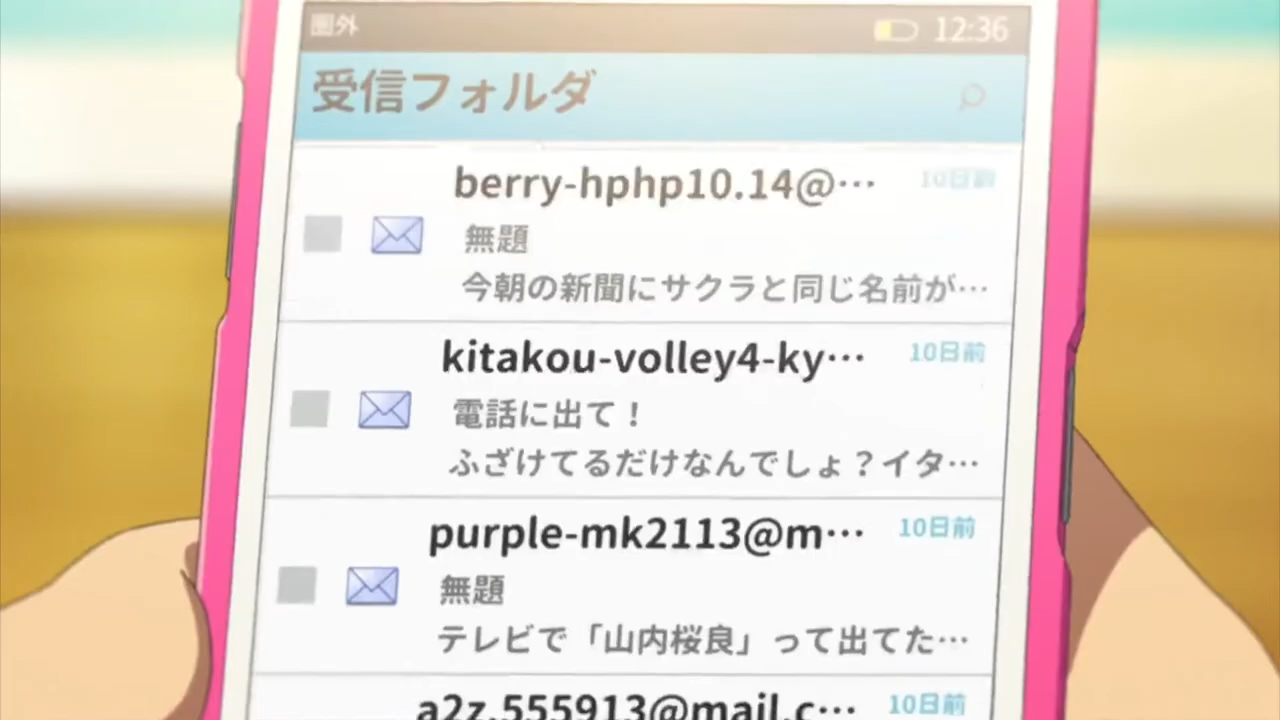 圏外 12:36
受信フォルダ
berry-hphp10.14@… 10日前
無題
今朝の新聞にサクラと同じ名前が…
kitakou-volley4-ky… 10日前
電話に出て！
ふざけてるだけなんでしょ？イタ…
purple-mk2113@m… 10日前
無題
テレビで「山内桜良」って出てた…
a2z.555913@mail.c… 10日前